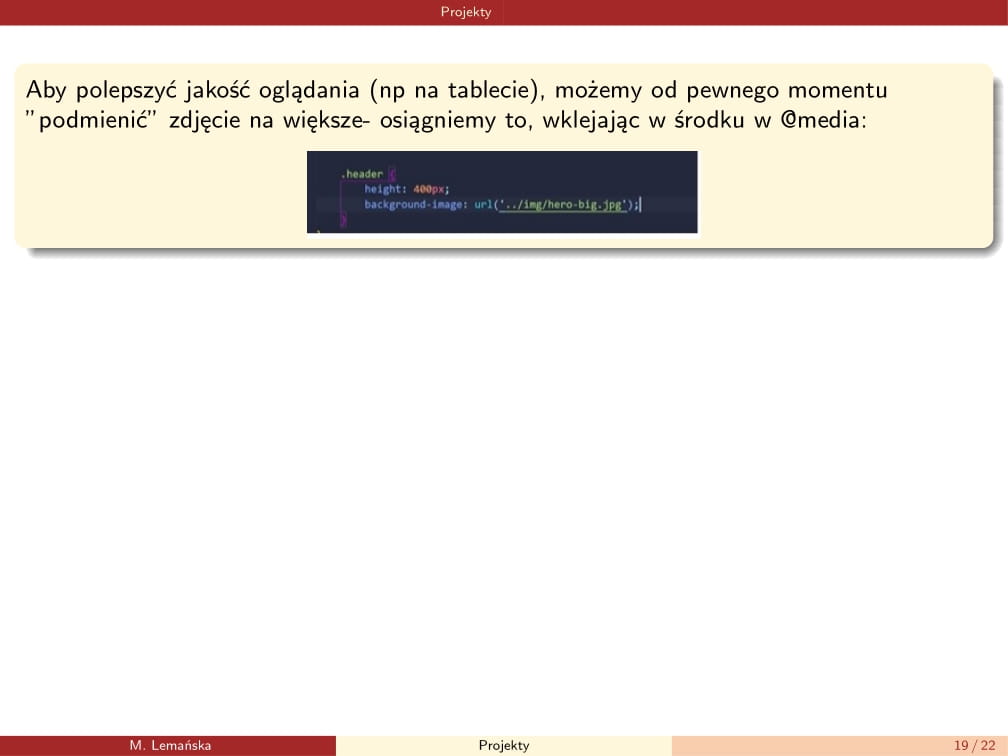 Projekty
Aby polepszyć jakość oglądania (np na tablecie), możemy od pewnego momentu
”podmienić” zdjęcie na większe- osiągniemy to, wklejając w środku w @media:
.header {
height: 400px;
background-image: url('../img/hero-big.jpg');
}
M. Lemańska
Projekty
19 / 22